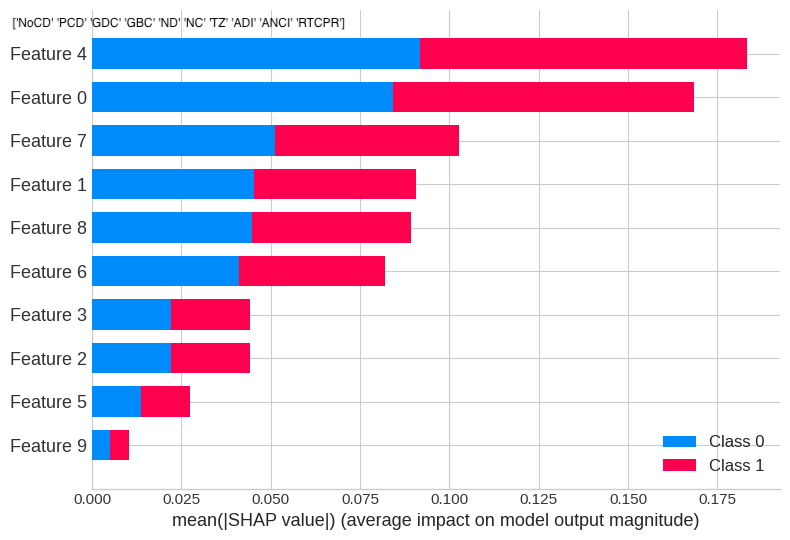 ['NoCD' 'PCD' 'GDC' 'GBC' 'ND' 'NC' 'TZ' 'ADI' 'ANCI' 'RTCPR']
Feature 4
Feature 0
Feature 7
Feature 1
Feature 8
Feature 6
Feature 3
Feature 2
Feature 5
Feature 9
Class 0
Class 1
0.000 0.025 0.050 0.075 0.100 0.125 0.150 0.175
mean(|SHAP value|) (average impact on model output magnitude)